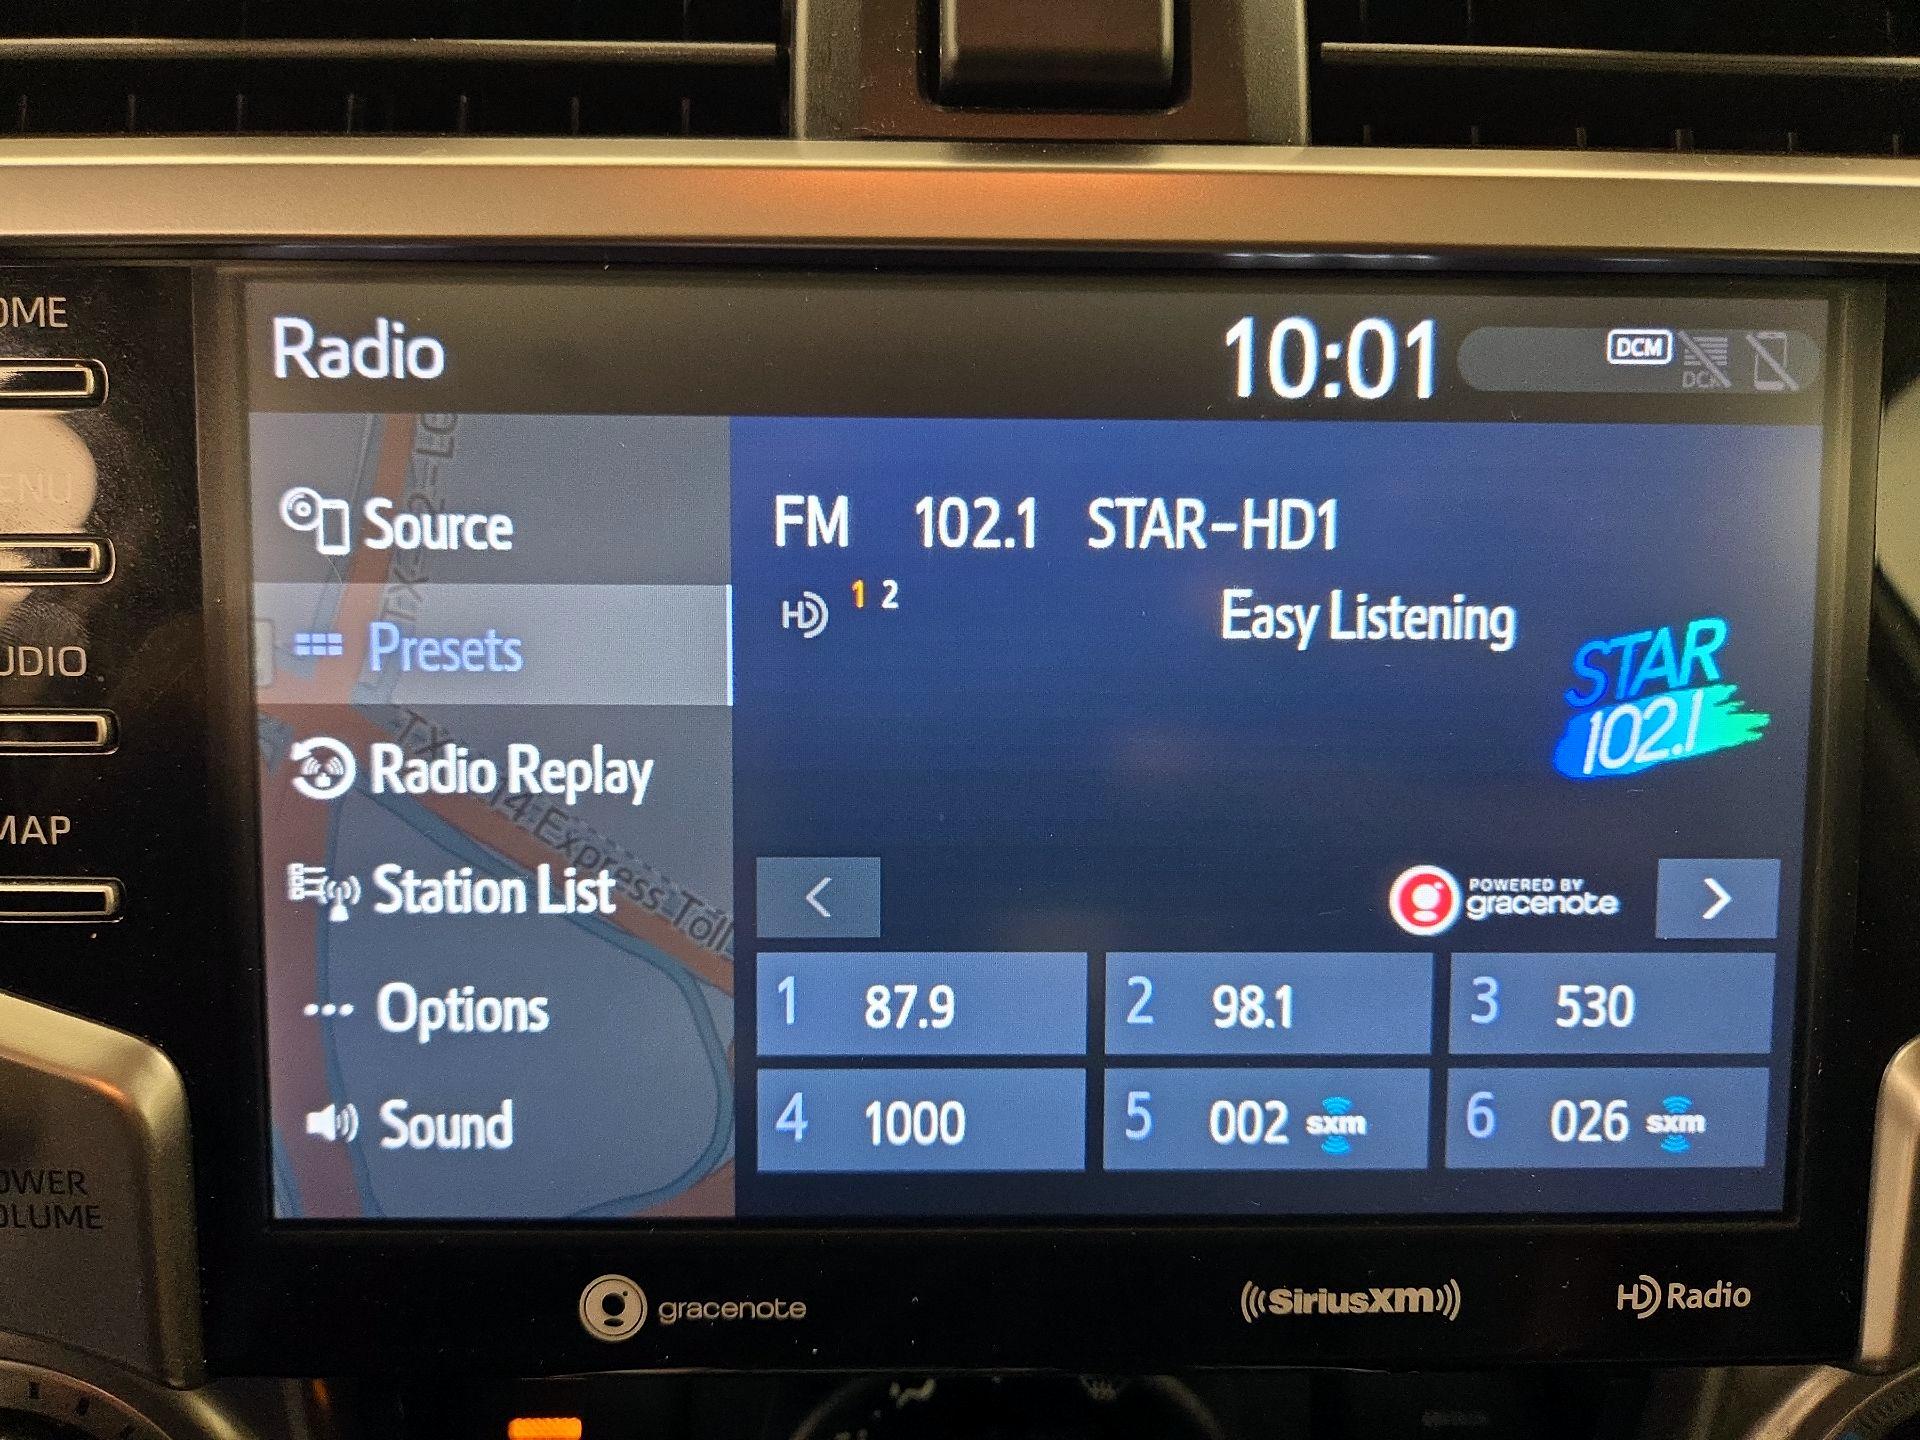 OME
MENU
UDIO
MAP
OWER
OLUME
Radio
10:01
DCM
DCM
Source
Presets
Radio Replay
Station List
Options
Sound
FM 102.1 STAR-HD1
HD 1 2
Easy Listening
STAR
102.1
<
POWERED BY
gracenote
>
1 87.9
2 98.1
3 530
4 1000
5 002 sxm
6 026 sxm
gracenote
((SiriusXM))
HD Radio